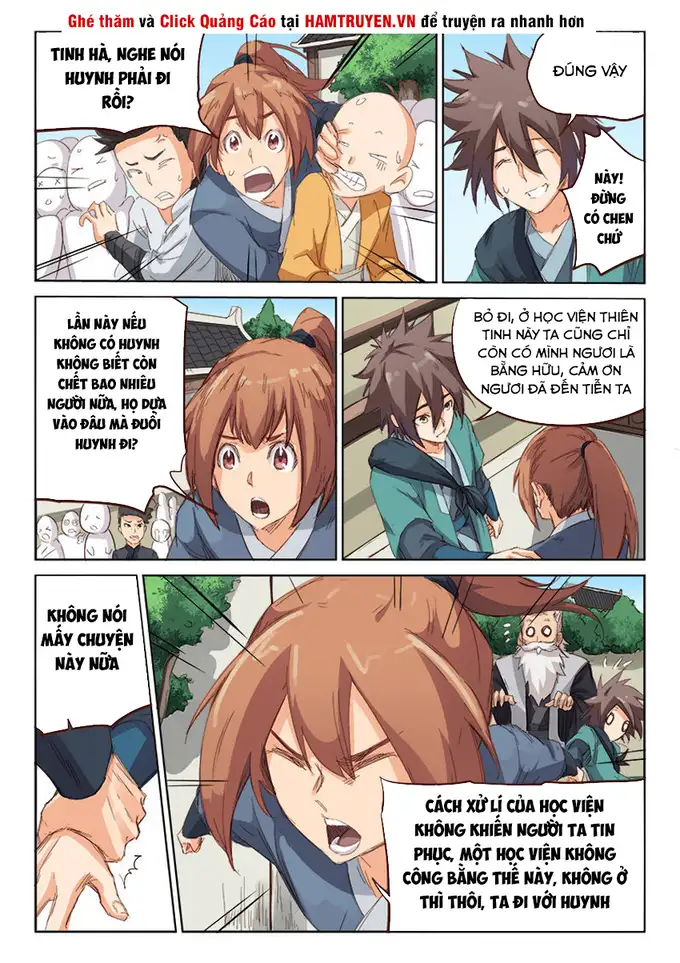 Ghé thăm và Click Quảng Cáo tại HAMTRUYEN.VN để truyện ra nhanh hơn
TINH HÀ, NGHE NÓI
HUYNH PHẢI ĐI
RỒI?
ĐÚNG VẬY
NÀY!
ĐỪNG
CÓ CHEN
CHỨ
LẦN NÀY NẾU
KHÔNG CÓ HUYNH
KHÔNG BIẾT CÒN
CHẾT BAO NHIÊU
NGƯỜI NỮA, HỌ DỰA
VÀO ĐÂU MÀ ĐUỔI
HUYNH ĐI?
BỎ ĐI, Ở HỌC VIỆN THIÊN
TINH NÀY TA CŨNG CHỈ
CÒN CÓ MÌNH NGƯƠI LÀ
BẰNG HỮU, CẢM ƠN
NGƯƠI ĐÃ ĐẾN TIỄN TA
KHÔNG NÓI
MẤY CHUYỆN
NÀY NỮA
CÁCH XỬ LÍ CỦA HỌC VIỆN
KHÔNG KHIẾN NGƯỜI TA TIN
PHỤC, MỘT HỌC VIỆN KHÔNG
CÔNG BẰNG THẾ NÀY, KHÔNG Ở
THÌ THÔI, TA ĐI VỚI HUYNH